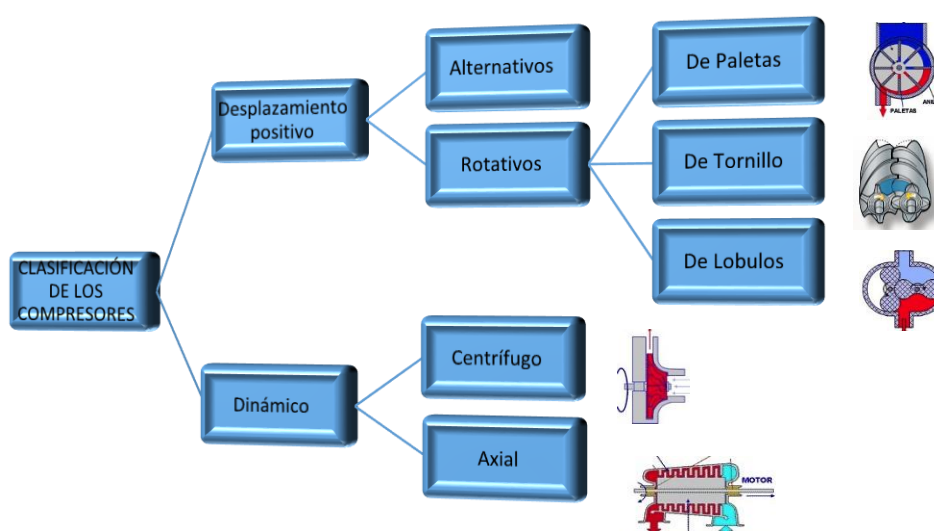 CLASIFICACIÓN
DE LOS
COMPRESORES
Desplazamiento
positivo
Alternativos
Rotativos
De Paletas
De Tornillo
De Lobulos
Dinámico
Centrífugo
Axial
PALETAS
MOTOR